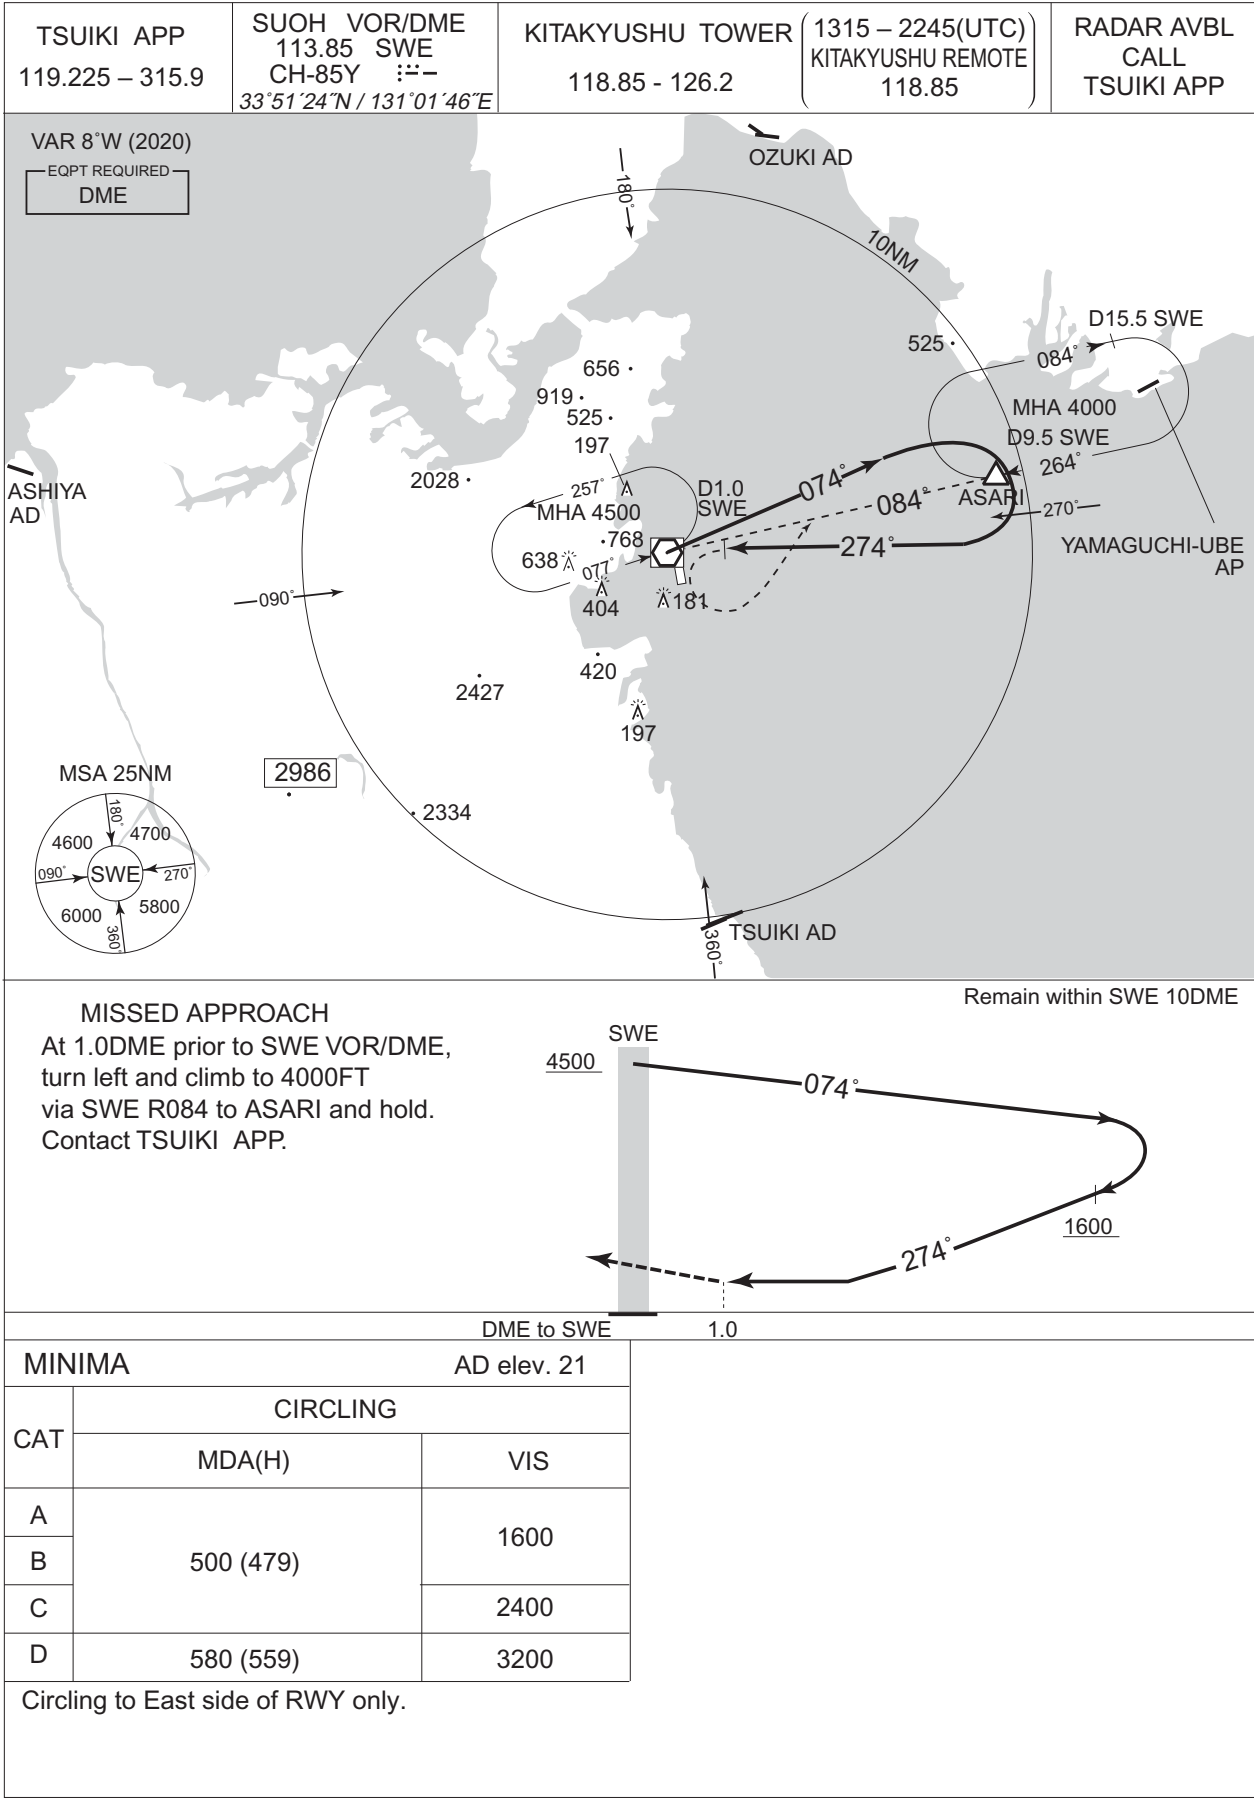 TSUIKI APP
119.225 – 315.9
SUOH VOR/DME
113.85 SWE
CH-85Y
33°51´24˝N / 131°01´46˝E
KITAKYUSHU TOWER
118.85 - 126.2
1315 – 2245(UTC)
KITAKYUSHU REMOTE
118.85
RADAR AVBL
CALL
TSUIKI APP
VAR 8°W (2020)
EQPT REQUIRED
DME
OZUKI AD
180°
10NM
D15.5 SWE
525
084°
656
919
525
197
MHA 4000
D9.5 SWE
264°
2028
ASHIYA
AD
257°
MHA 4500
D1.0
SWE
074°
084°
ASARI
270°
768
638
077°
274°
YAMAGUCHI-UBE
AP
090°
404
181
420
2427
197
MSA 25NM
2986
2334
180°
4600
4700
090°
SWE
270°
6000
5800
360°
TSUIKI AD
360°
MISSED APPROACH
At 1.0DME prior to SWE VOR/DME,
turn left and climb to 4000FT
via SWE R084 to ASARI and hold.
Contact TSUIKI APP.
Remain within SWE 10DME
SWE
4500
074°
1600
274°
DME to SWE
1.0
MINIMA
AD elev. 21
CAT
CIRCLING
MDA(H)
VIS
A
1600
B
500 (479)
C
2400
D
580 (559)
3200
Circling to East side of RWY only.